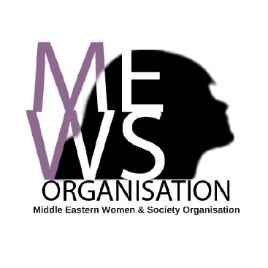 ME
WS
ORGANISATION
Middle Eastern Women & Society Organisation